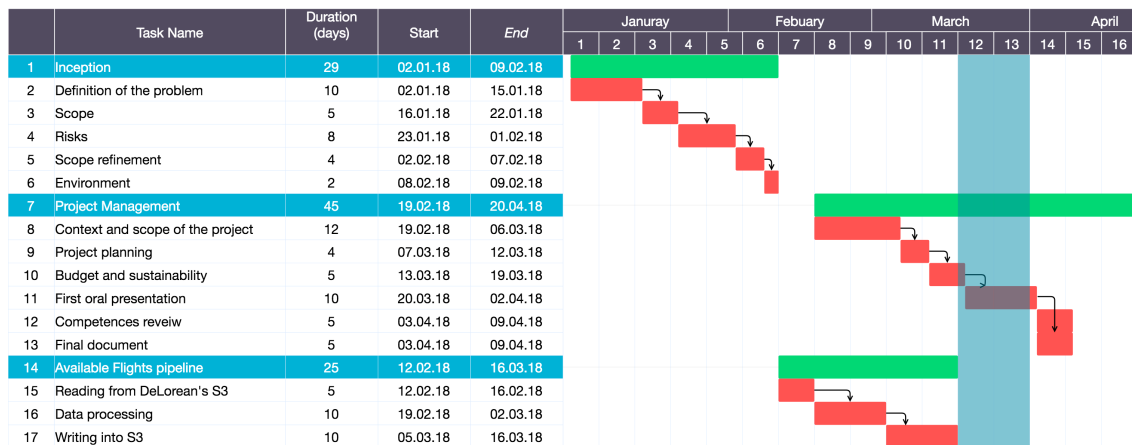 Task Name Duration (days) Start End Januray Febuary March April
1 2 3 4 5 6 7 8 9 10 11 12 13 14 15 16
1 Inception 29 02.01.18 09.02.18
2 Definition of the problem 10 02.01.18 15.01.18
3 Scope 5 16.01.18 22.01.18
4 Risks 8 23.01.18 01.02.18
5 Scope refinement 4 02.02.18 07.02.18
6 Environment 2 08.02.18 09.02.18
7 Project Management 45 19.02.18 20.04.18
8 Context and scope of the project 12 19.02.18 06.03.18
9 Project planning 4 07.03.18 12.03.18
10 Budget and sustainability 5 13.03.18 19.03.18
11 First oral presentation 10 20.03.18 02.04.18
12 Competences reveiw 5 03.04.18 09.04.18
13 Final document 5 03.04.18 09.04.18
14 Available Flights pipeline 25 12.02.18 16.03.18
15 Reading from DeLorean's S3 5 12.02.18 16.02.18
16 Data processing 10 19.02.18 02.03.18
17 Writing into S3 10 05.03.18 16.03.18